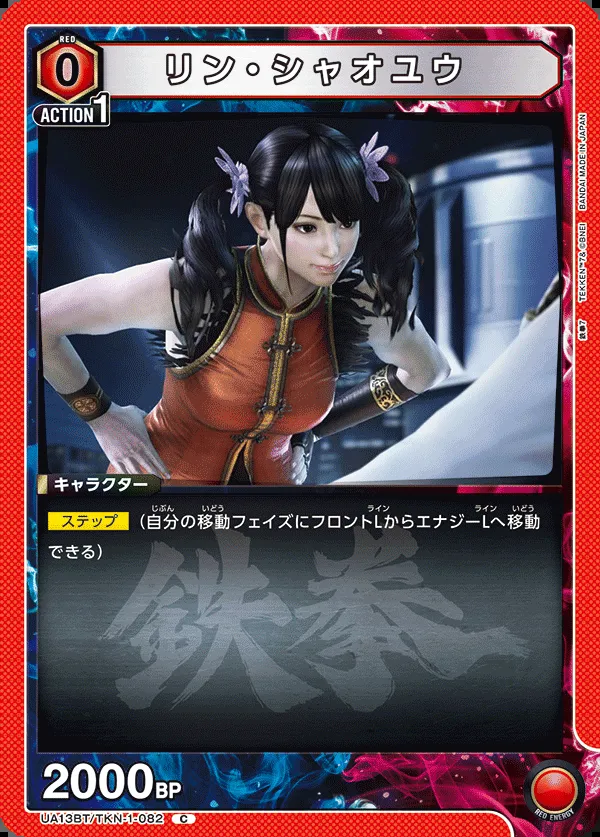 RED
0
リン・シャオユウ
ACTION 1
鉄拳7 TEKKEN™7& ©BNEI BANDAI MADE IN JAPAN
キャラクター
ステップ (自分の移動フェイズにフロントLからエナジーLへ移動
できる)
鉄拳
2000BP
UA13BT/TKN-1-082 C
RED ENERGY